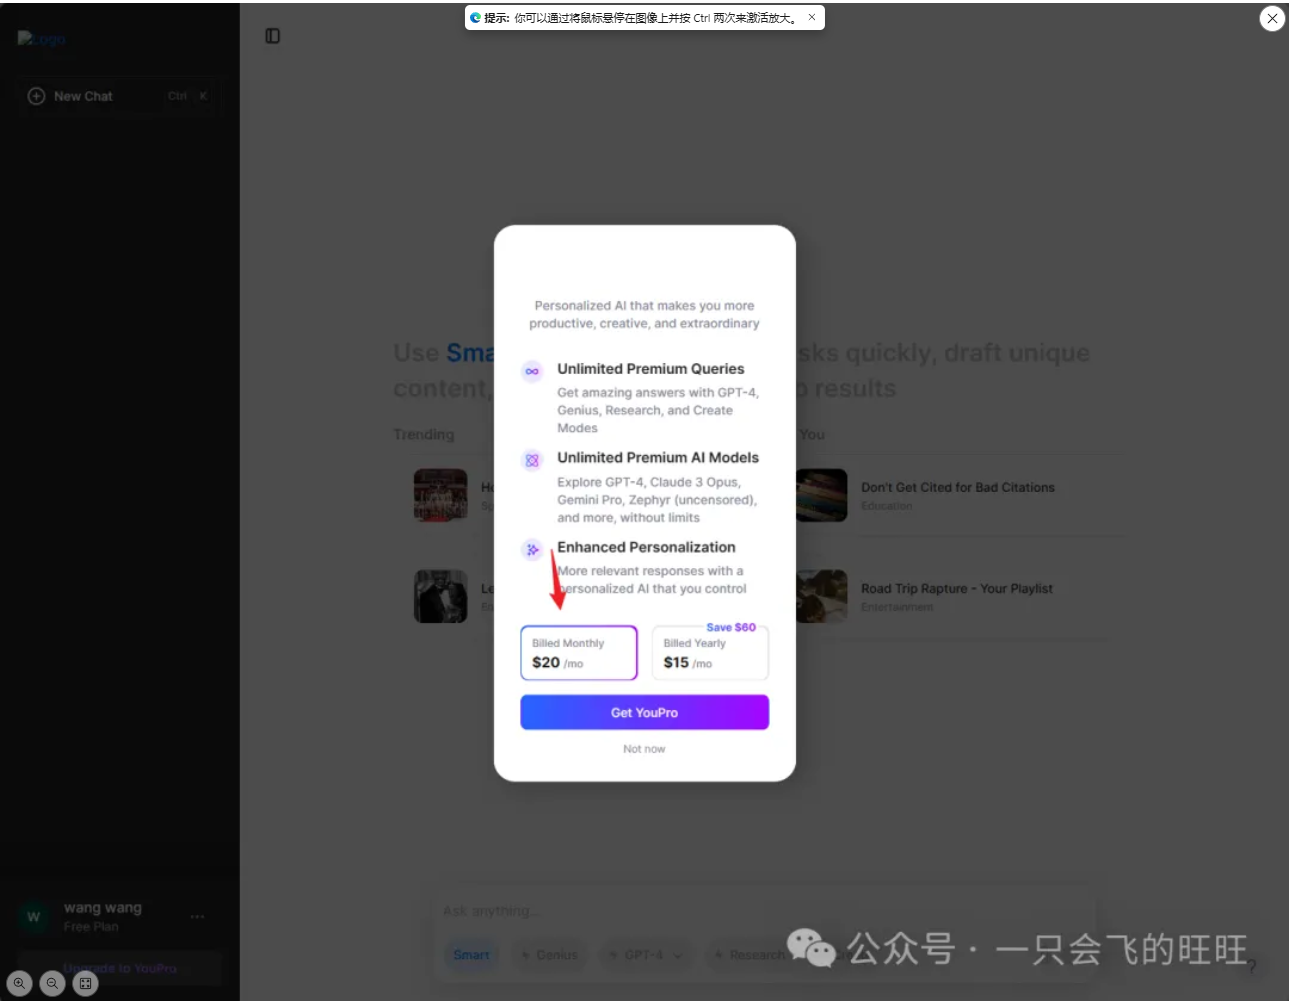 提示: 你可以通过将鼠标悬停在图像上并按 Ctrl 两次来激活放大。
Logo
New Chat
Ctrl K
Personalized AI that makes you more
productive, creative, and extraordinary
Use Sma
sks quickly, draft unique
content,
results
Trending
You
Unlimited Premium Queries
Get amazing answers with GPT-4,
Genius, Research, and Create
Modes
Unlimited Premium AI Models
Explore GPT-4, Claude 3 Opus,
Gemini Pro, Zephyr (uncensored),
and more, without limits
Don't Get Cited for Bad Citations
Education
Enhanced Personalization
More relevant responses with a
personalized AI that you control
Road Trip Rapture - Your Playlist
Entertainment
Save $60
Billed Monthly
$20 /mo
Billed Yearly
$15 /mo
Get YouPro
Not now
W
wang wang
Free Plan
Upgrade to YouPro
Ask anything...
Smart
Genius
GPT-4
Research
公众号 · 一只会飞的旺旺
?